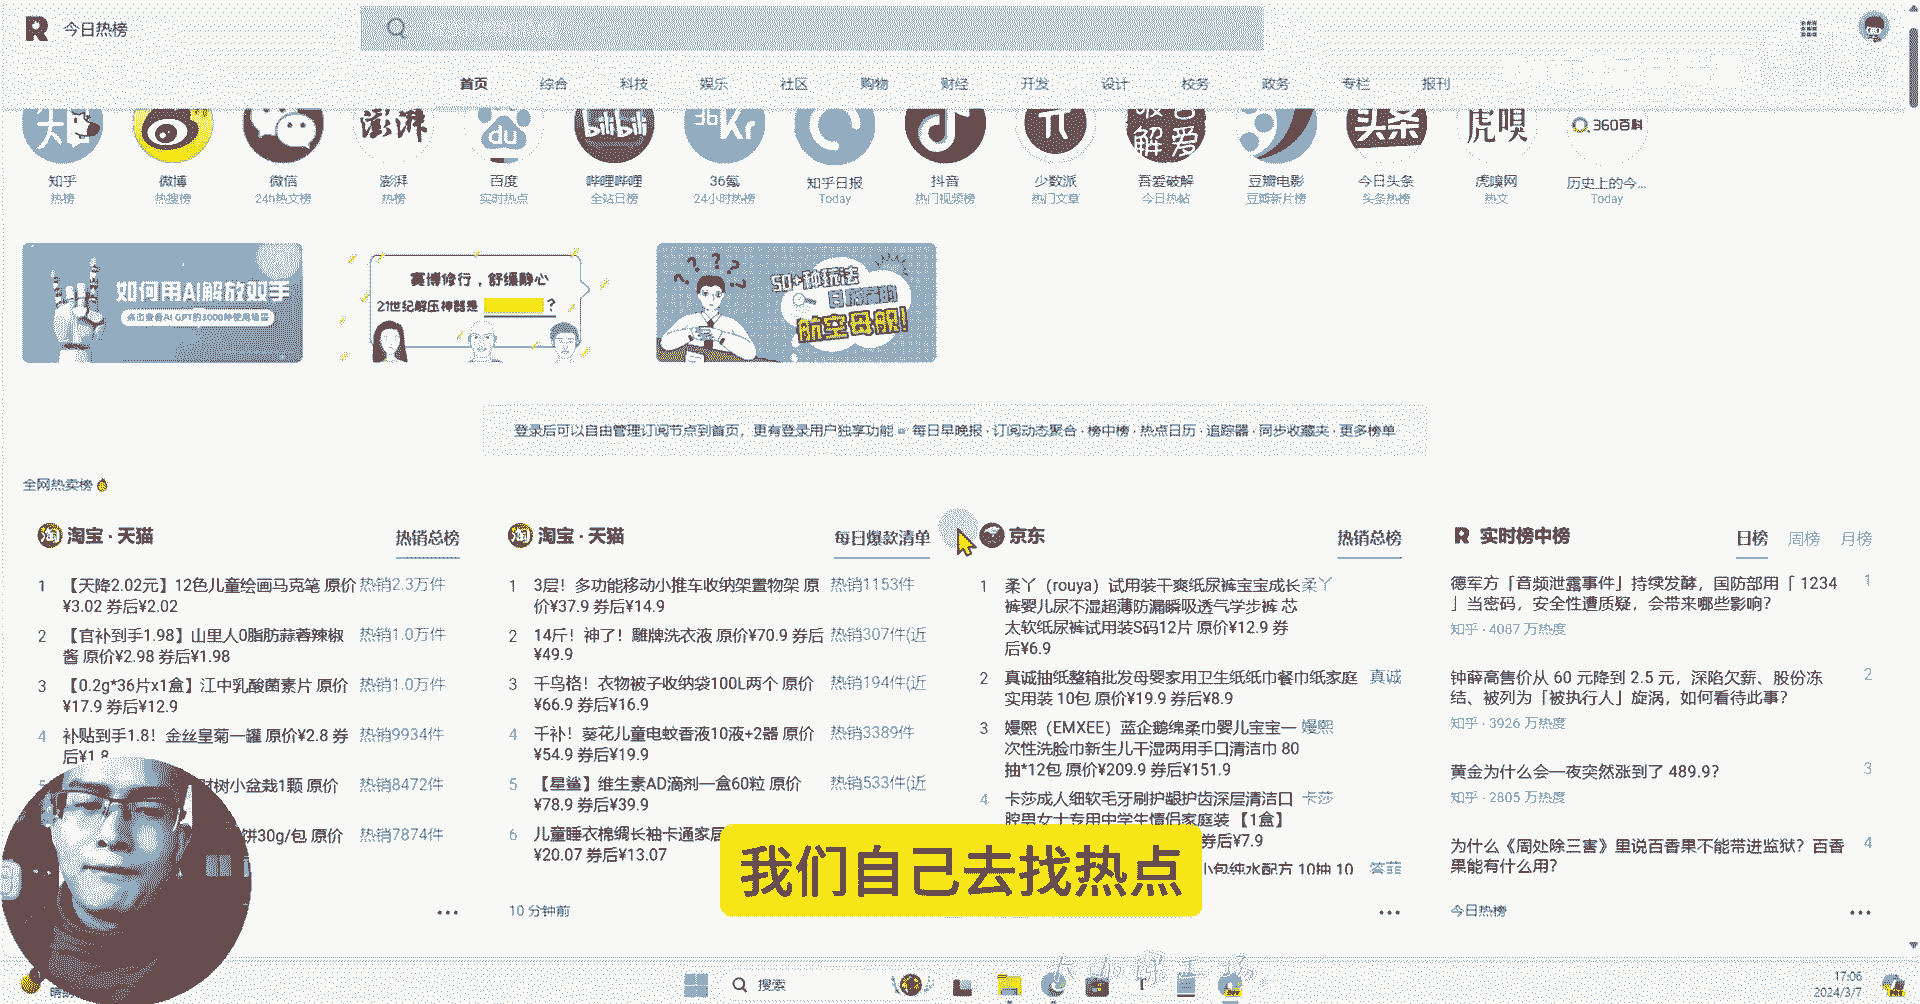 今日热榜
首页 综合 科技 娱乐 社区 购物 财经 开发 设计 校务 政务 专栏 报刊
澎湃 du bilibili 36Kr 头条 虎嗅 360百科
知乎 微博 微信 澎湃 百度 哔哩哔哩 36氪 知乎日报 抖音 少数派 吾爱破解 豆瓣电影 今日头条 虎嗅网 历史上的今...
热榜 热搜榜 24h热文榜 热榜 实时热点 全站日榜 24小时热榜 Today 热门视频榜 热门文章 今日热帖 豆瓣新片榜 头条热榜 热文 Today
如何用AI解放双手
点击查看AI GPT的3000种使用场景
赛博修行，舒缓静心
21世纪解压神器是 ？
50+种玩法
日历届的
航空母舰!
登录后可以自由管理订阅节点到首页，更有登录用户独享功能 每日早晚报 · 订阅动态聚合 · 榜中榜 · 热点日历 · 追踪器 · 同步收藏夹 · 更多榜单
全网热卖榜
淘宝 · 天猫 热销总榜
1 【天降2.02元】12色儿童绘画马克笔 原价 热销2.3万件
¥3.02 券后¥2.02
2 【官补到手1.98】山里人0脂肪蒜蓉辣椒 热销1.0万件
酱 原价¥2.98 券后¥1.98
3 【0.2g*36片x1盒】江中乳酸菌素片 原价 热销1.0万件
¥17.9 券后¥12.9
4 补贴到手1.8！金丝皇菊一罐 原价¥2.8 券 热销9934件
后¥1.8
树小盆栽1颗 原价 热销8472件
饼30g/包 原价 热销7874件
淘宝 · 天猫 每日爆款清单
1 3层！多功能移动小推车收纳架置物架 原 热销1153件
价¥37.9 券后¥14.9
2 14斤！神了！雕牌洗衣液 原价¥70.9 券后 热销307件(近
¥49.9
3 千鸟格！衣物被子收纳袋100L两个 原价 热销194件(近
¥66.9 券后¥16.9
4 千补！葵花儿童电蚊香液10液+2器 原价 热销3389件
¥54.9 券后¥19.9
5 【星鲨】维生素AD滴剂一盒60粒 原价 热销533件(近
¥78.9 券后¥39.9
6 儿童睡衣棉绸长袖卡通家居
¥20.07 券后¥13.07
10 分钟前
京东 热销总榜
1 柔丫（rouya）试用装干爽纸尿裤宝宝成长 柔丫
裤婴儿尿不湿超薄防漏瞬吸透气学步裤 芯
太软纸尿裤试用装S码12片 原价¥12.9 券
后¥6.9
2 真诚抽纸整箱批发母婴家用卫生纸纸巾餐巾纸家庭 真诚
实用装 10包 原价¥19.9 券后¥8.9
3 嫚熙（EMXEE）蓝企鹅绵柔巾婴儿宝宝一 嫚熙
次性洗脸巾新生儿干湿两用手口清洁巾 80
抽*12包 原价¥209.9 券后¥151.9
4 卡莎成人细软毛牙刷护龈护齿深层清洁口 卡莎
腔男女士专用中学生情侣家庭装 【1盒】
券后¥7.9
小包纯水配方 10抽 10
实时榜中榜 日榜 周榜 月榜
德军方「音频泄露事件」持续发酵，国防部用「 1234 1
」当密码，安全性遭质疑，会带来哪些影响？
知乎 · 4087 万热度
钟薛高售价从 60 元降到 2.5 元，深陷欠薪、股份冻 2
结、被列为「被执行人」旋涡，如何看待此事？
知乎 · 3926 万热度
黄金为什么会一夜突然涨到了 489.9？ 3
知乎 · 2805 万热度
为什么《周处除三害》里说百香果不能带进监狱？百香 4
果能有什么用？
今日热榜
我们自己去找热点
搜索
17:06
2024/3/7